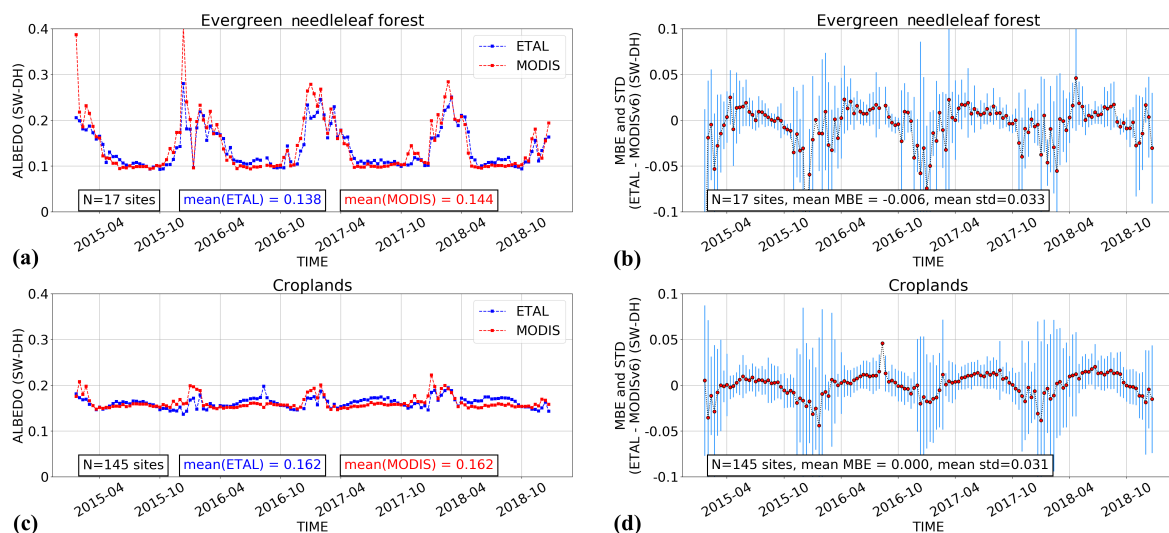 Evergreen needleleaf forest
0.4
0.3
0.2
0.1
0
ALBEDO (SW-DH)
ETAL
MODIS
N=17 sites
mean(ETAL) = 0.138
mean(MODIS) = 0.144
2015-04
2015-10
2016-04
2016-10
2017-04
2017-10
2018-04
2018-10
TIME
(a)
Evergreen needleleaf forest
0.1
0.05
0
-0.05
-0.1
MBE and STD
(ETAL - MODISv6) (SW-DH)
N=17 sites, mean MBE = -0.006, mean std=0.033
2015-04
2015-10
2016-04
2016-10
2017-04
2017-10
2018-04
2018-10
TIME
(b)
Croplands
0.4
0.3
0.2
0.1
0
ALBEDO (SW-DH)
ETAL
MODIS
N=145 sites
mean(ETAL) = 0.162
mean(MODIS) = 0.162
2015-04
2015-10
2016-04
2016-10
2017-04
2017-10
2018-04
2018-10
TIME
(c)
Croplands
0.1
0.05
0
-0.05
-0.1
MBE and STD
(ETAL - MODISv6) (SW-DH)
N=145 sites, mean MBE = 0.000, mean std=0.031
2015-04
2015-10
2016-04
2016-10
2017-04
2017-10
2018-04
2018-10
TIME
(d)